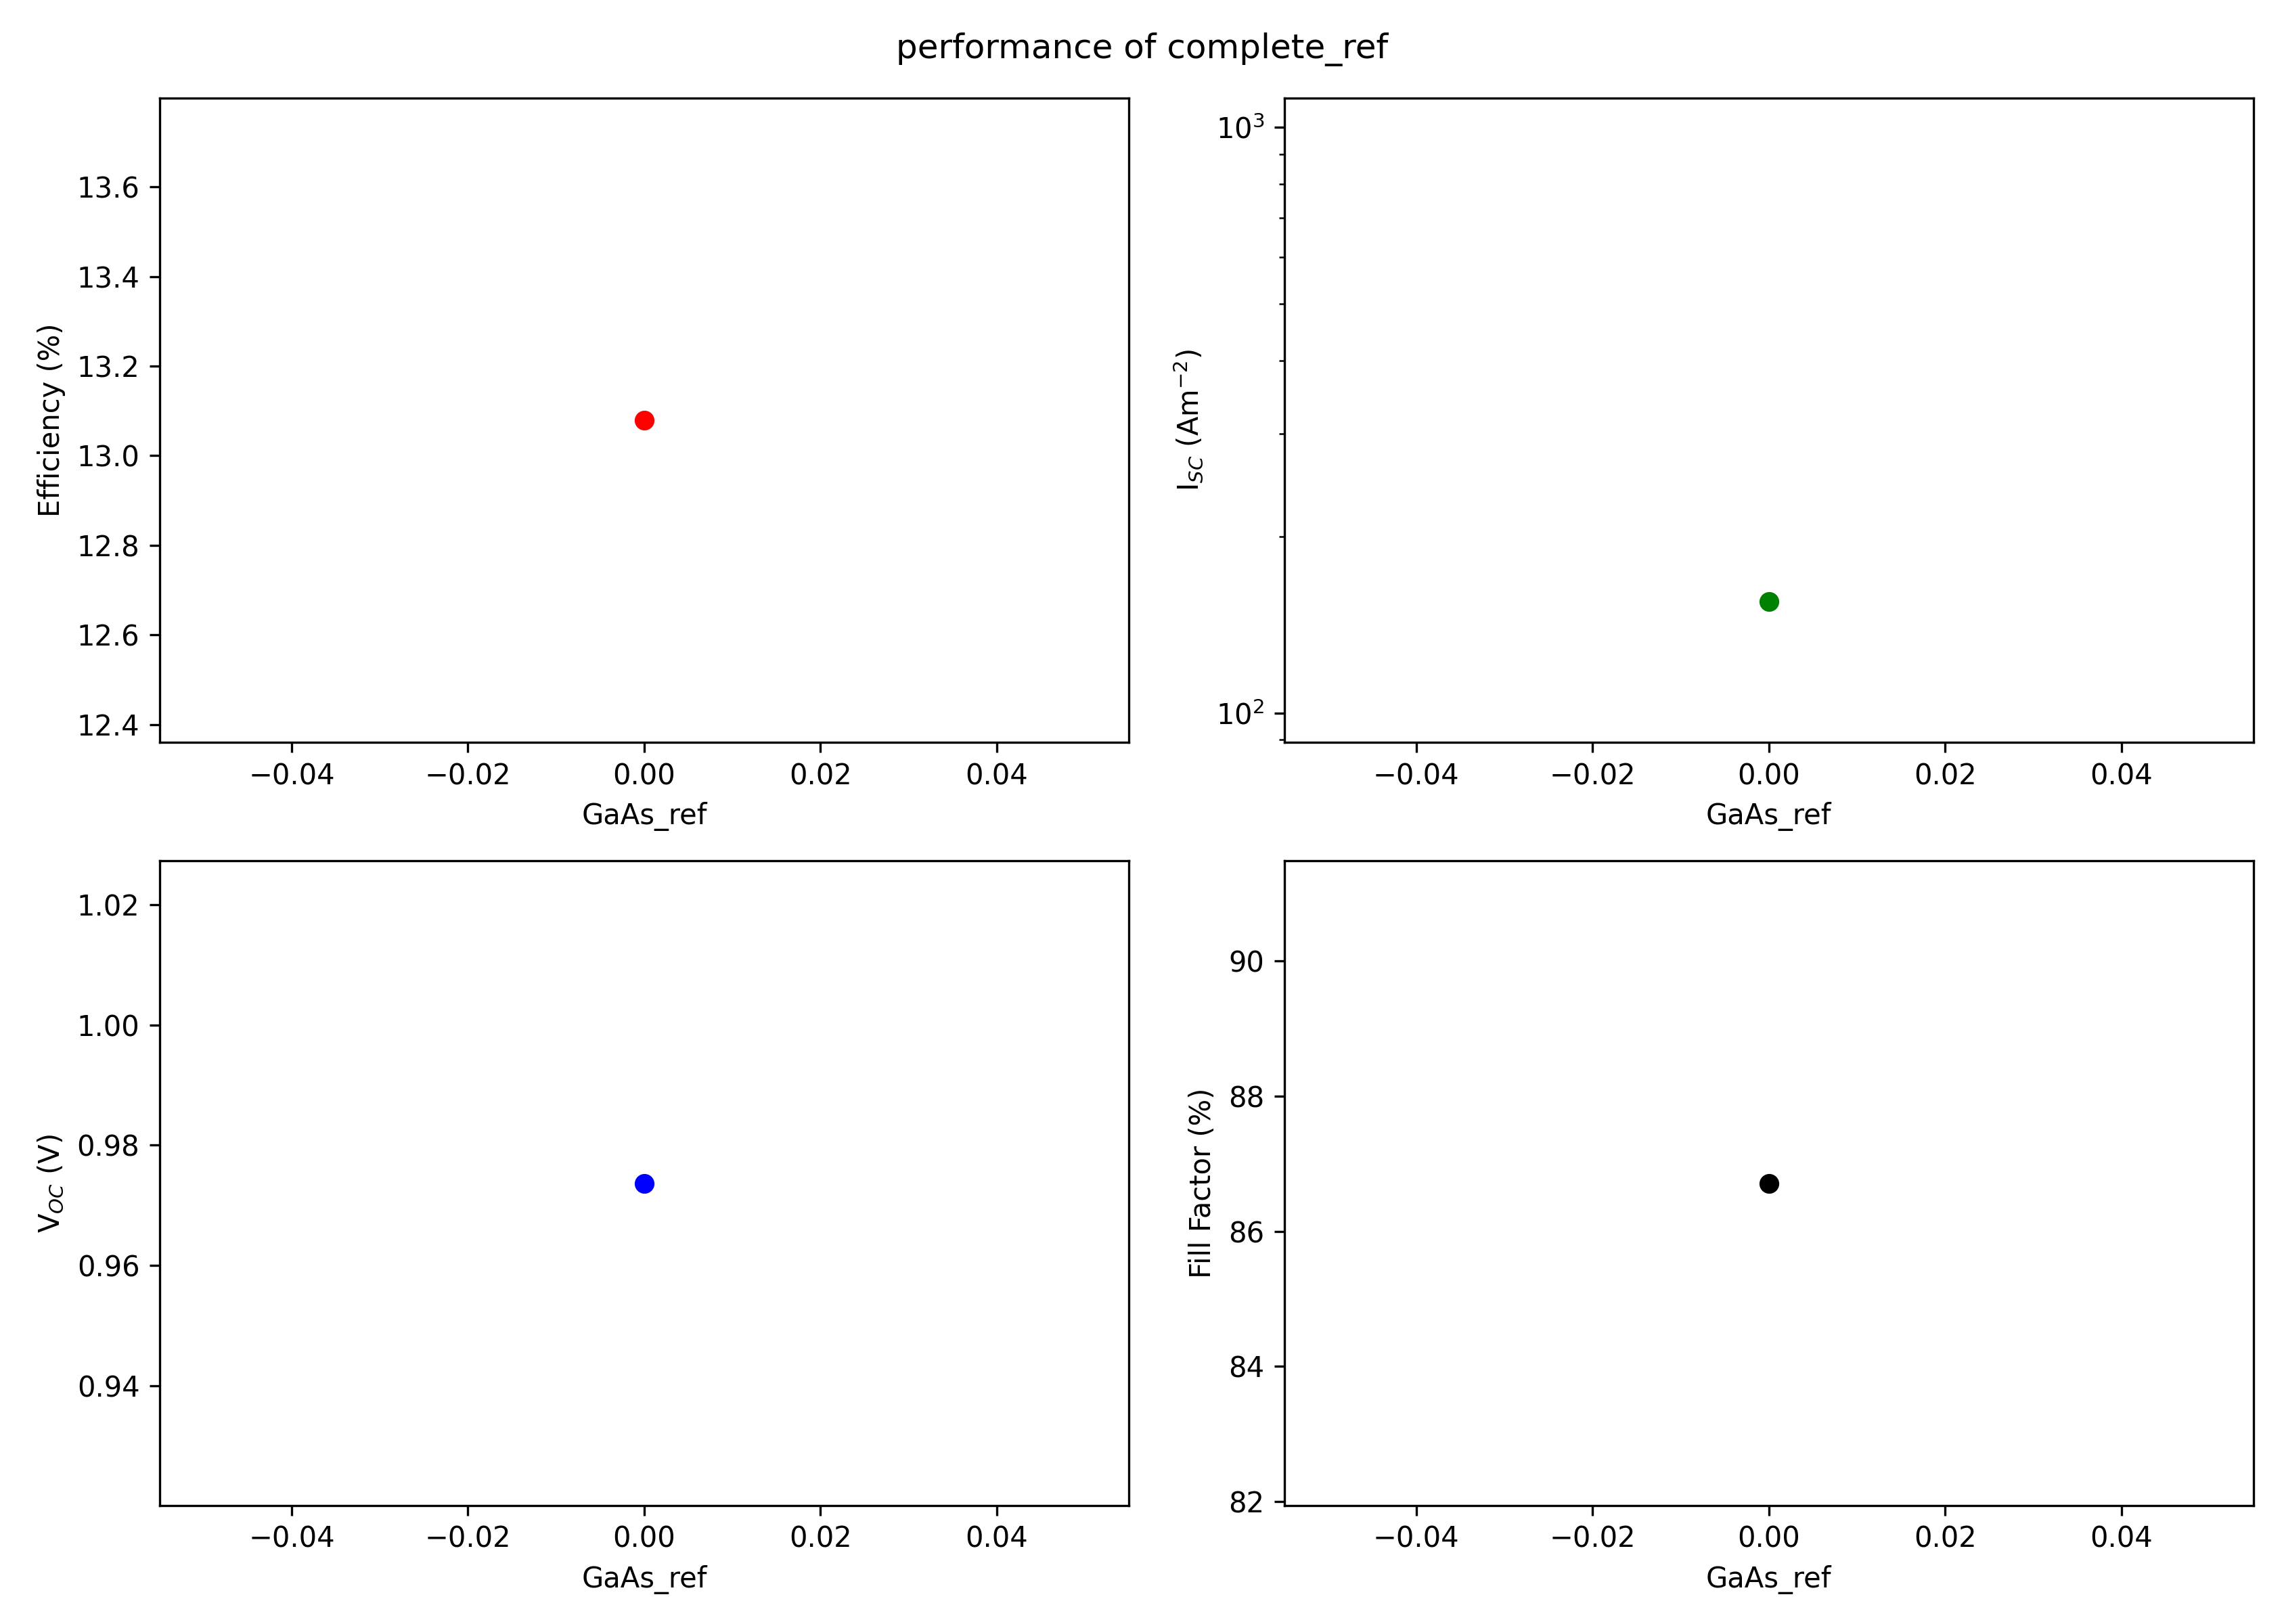 performance of complete_ref
Efficiency (%)
13.6
13.4
13.2
13.0
12.8
12.6
12.4
−0.04 −0.02 0.00 0.02 0.04
GaAs_ref
I_SC (Am⁻²)
10³
10²
−0.04 −0.02 0.00 0.02 0.04
GaAs_ref
V_OC (V)
1.02
1.00
0.98
0.96
0.94
−0.04 −0.02 0.00 0.02 0.04
GaAs_ref
Fill Factor (%)
90
88
86
84
82
−0.04 −0.02 0.00 0.02 0.04
GaAs_ref